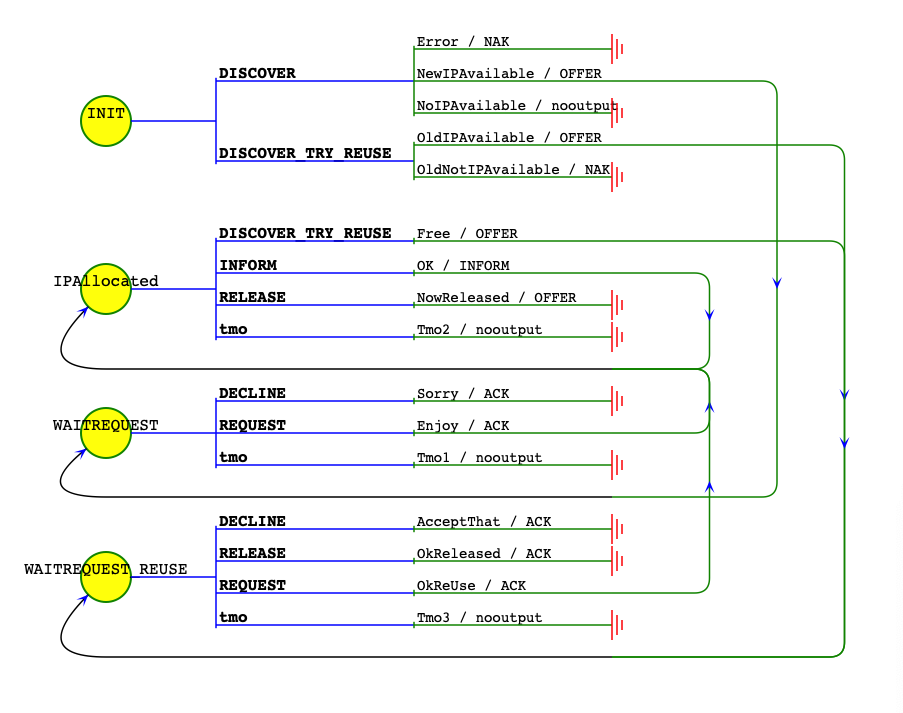 Error / NAK
DISCOVER
NewIPAvailable / OFFER
NoIPAvailable / nooutput
INIT
OldIPAvailable / OFFER
DISCOVER_TRY_REUSE
OldNotIPAvailable / NAK
DISCOVER_TRY_REUSE
Free / OFFER
INFORM
OK / INFORM
IPAllocated
RELEASE
NowReleased / OFFER
tmo
Tmo2 / nooutput
DECLINE
Sorry / ACK
WAITREQUEST
REQUEST
Enjoy / ACK
tmo
Tmo1 / nooutput
DECLINE
AcceptThat / ACK
RELEASE
OkReleased / ACK
WAITREQUEST_REUSE
REQUEST
OkReUse / ACK
tmo
Tmo3 / nooutput